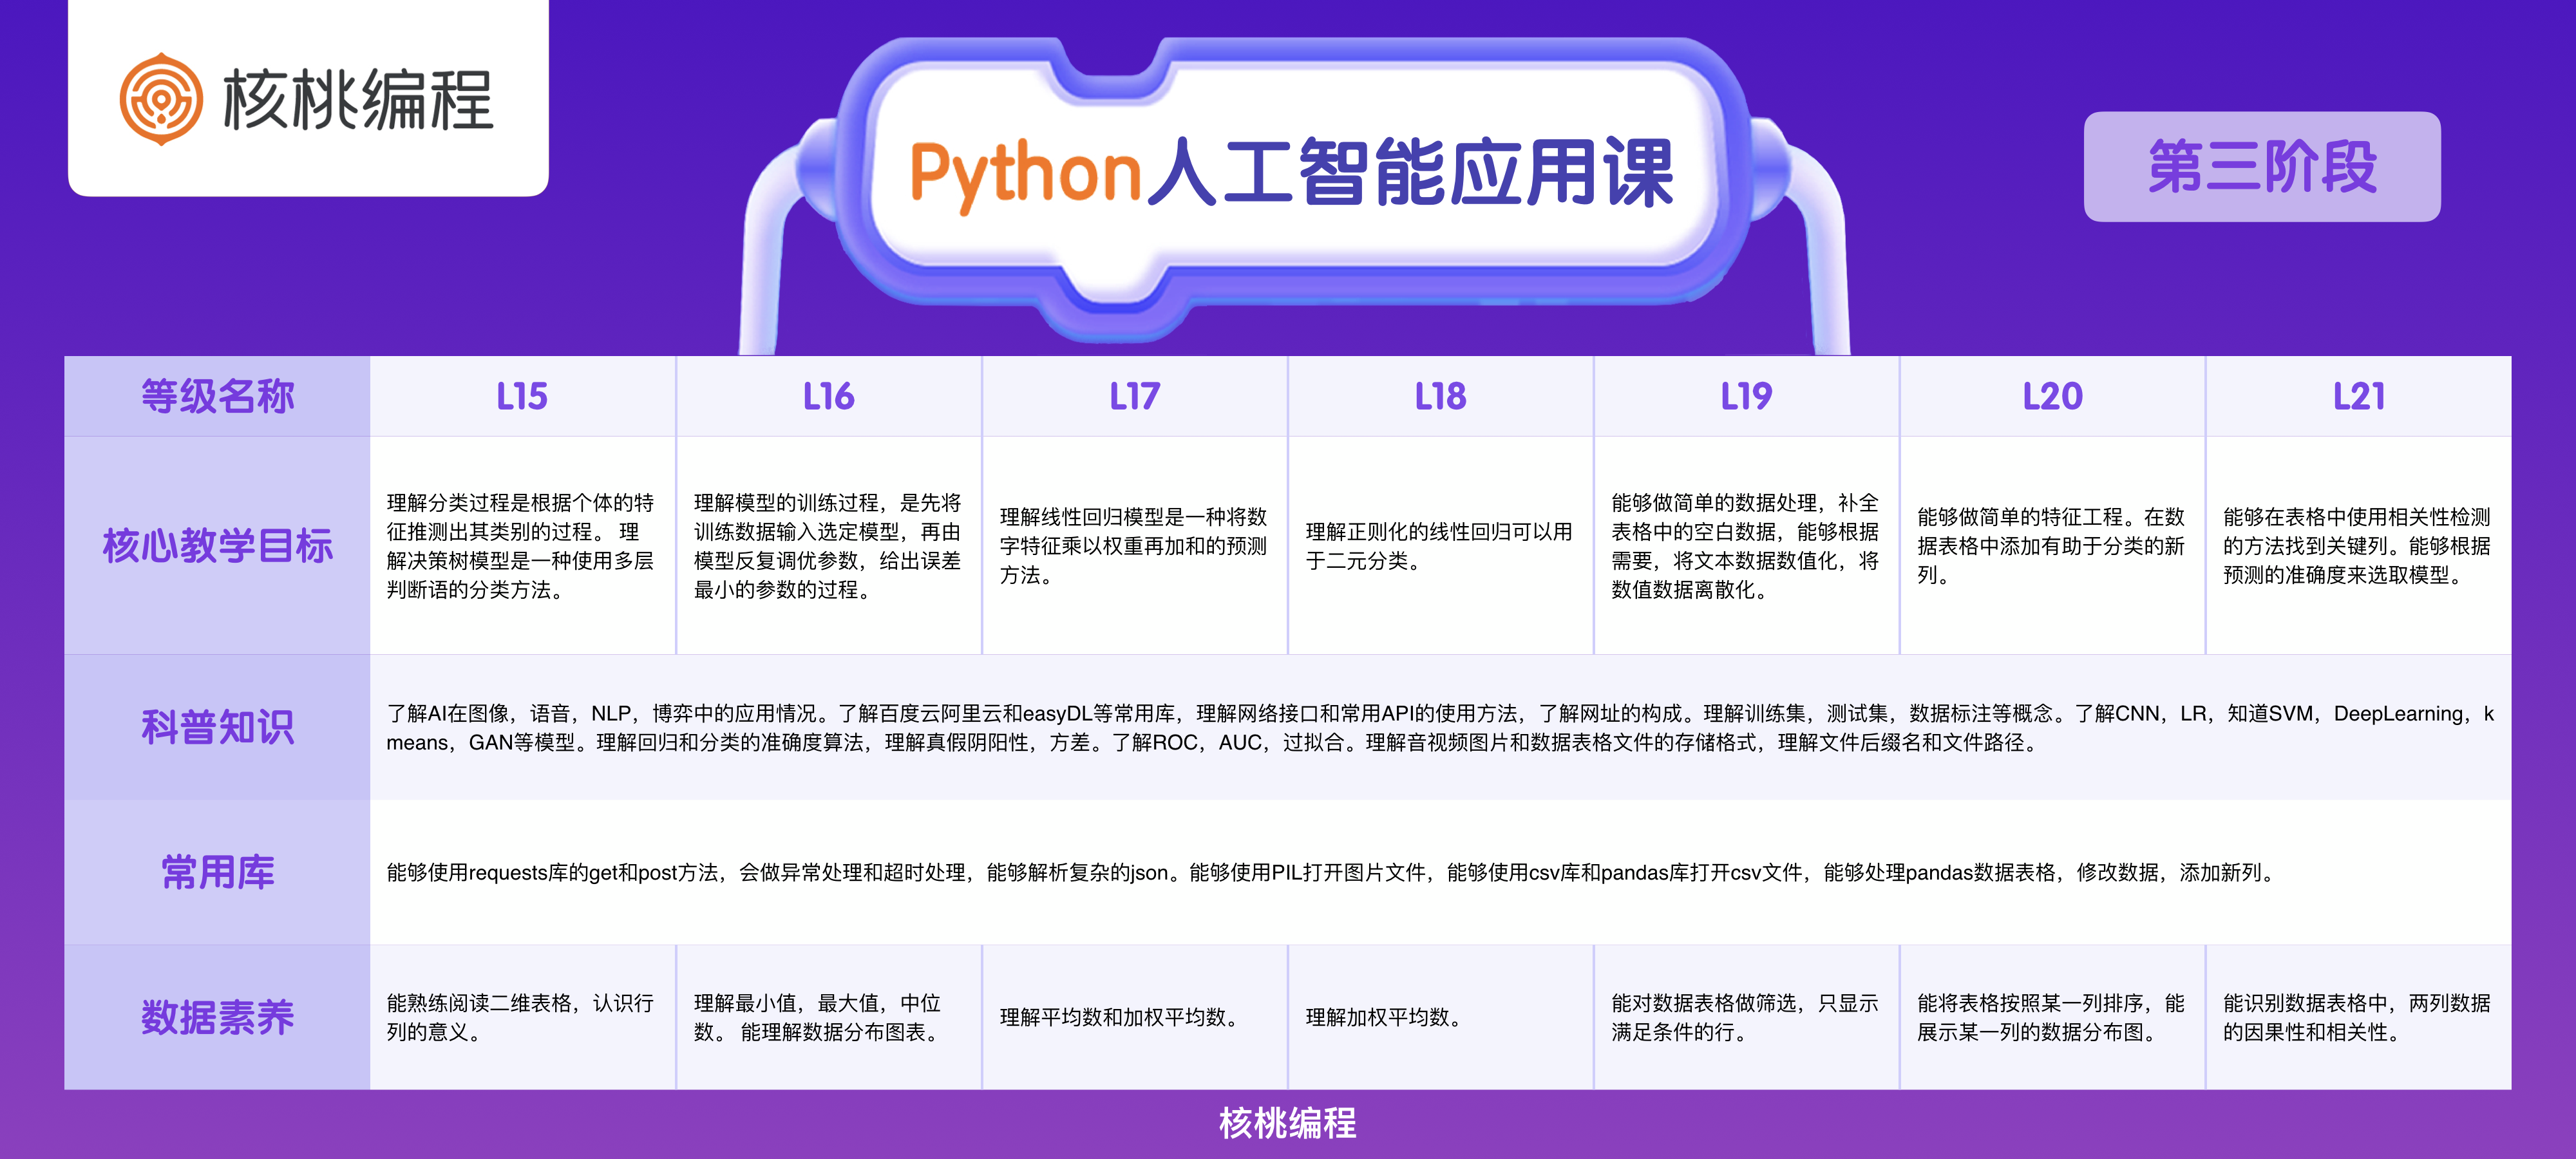 核桃编程
Python人工智能应用课
第三阶段
等级名称
L15
L16
L17
L18
L19
L20
L21
核心教学目标
理解分类过程是根据个体的特
征推测出其类别的过程。 理
解决策树模型是一种使用多层
判断语的分类方法。
理解模型的训练过程，是先将
训练数据输入选定模型，再由
模型反复调优参数，给出误差
最小的参数的过程。
理解线性回归模型是一种将数
字特征乘以权重再加和的预测
方法。
理解正则化的线性回归可以用
于二元分类。
能够做简单的数据处理，补全
表格中的空白数据，能够根据
需要，将文本数据数值化，将
数值数据离散化。
能够做简单的特征工程。在数
据表格中添加有助于分类的新
列。
能够在表格中使用相关性检测
的方法找到关键列。能够根据
预测的准确度来选取模型。
科普知识
了解AI在图像，语音，NLP，博弈中的应用情况。了解百度云阿里云和easyDL等常用库，理解网络接口和常用API的使用方法，了解网址的构成。理解训练集，测试集，数据标注等概念。了解CNN，LR，知道SVM，DeepLearning，k
means，GAN等模型。理解回归和分类的准确度算法，理解真假阴阳性，方差。了解ROC，AUC，过拟合。理解音视频图片和数据表格文件的存储格式，理解文件后缀名和文件路径。
常用库
能够使用requests库的get和post方法，会做异常处理和超时处理，能够解析复杂的json。能够使用PIL打开图片文件，能够使用csv库和pandas库打开csv文件，能够处理pandas数据表格，修改数据，添加新列。
数据素养
能熟练阅读二维表格，认识行
列的意义。
理解最小值，最大值，中位
数。 能理解数据分布图表。
理解平均数和加权平均数。
理解加权平均数。
能对数据表格做筛选，只显示
满足条件的行。
能将表格按照某一列排序，能
展示某一列的数据分布图。
能识别数据表格中，两列数据
的因果性和相关性。
核桃编程